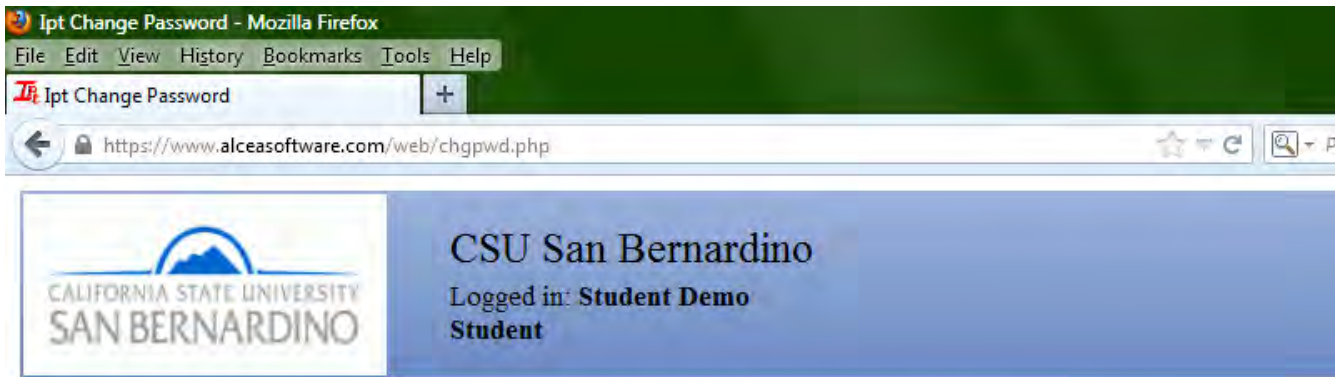 Ipt Change Password - Mozilla Firefox
File Edit View History Bookmarks Tools Help
Ipt Change Password +
https://www.alceasoftware.com/web/chgpwd.php
CSU San Bernardino
Logged in: Student Demo
Student
CALIFORNIA STATE UNIVERSITY
SAN BERNARDINO